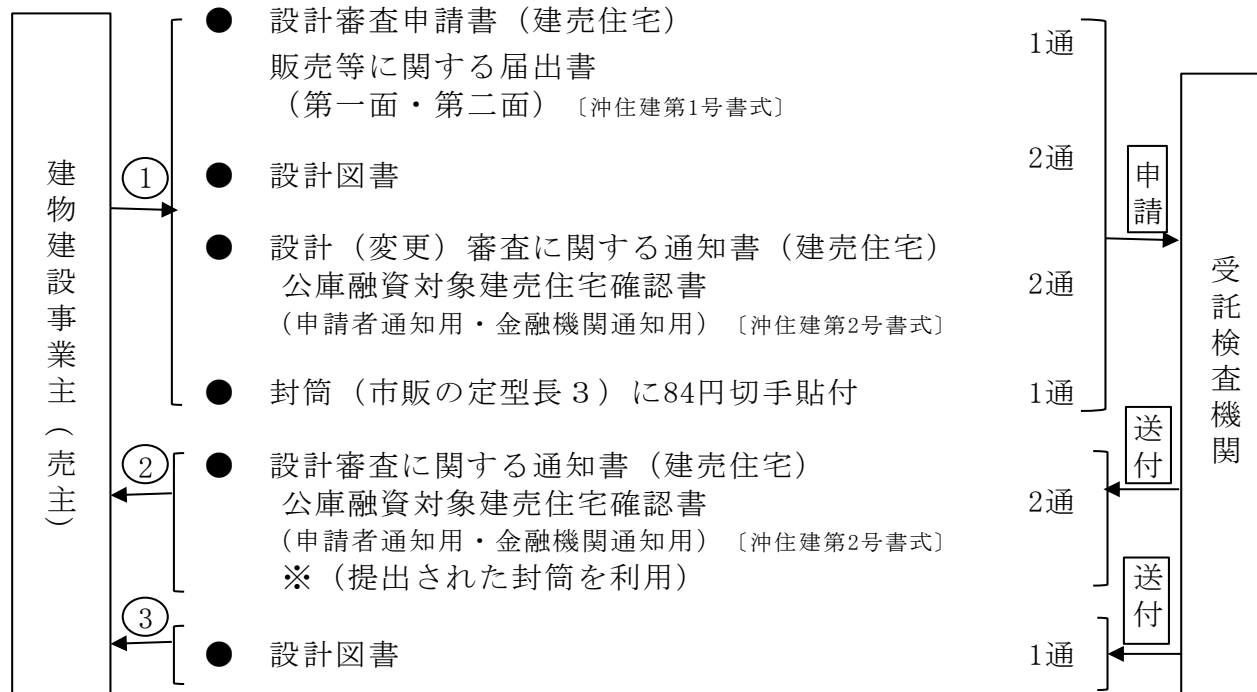 建物建設事業主（売主）
①
● 設計審査申請書（建売住宅） 1通
販売等に関する届出書
（第一面・第二面）〔沖住建第1号書式〕
● 設計図書 2通
● 設計（変更）審査に関する通知書（建売住宅）
公庫融資対象建売住宅確認書 2通
（申請者通知用・金融機関通知用）〔沖住建第2号書式〕
● 封筒（市販の定型長３）に84円切手貼付 1通
申請
受託検査機関
②
● 設計審査に関する通知書（建売住宅）
公庫融資対象建売住宅確認書 2通
（申請者通知用・金融機関通知用）〔沖住建第2号書式〕
※（提出された封筒を利用）
送付
③
● 設計図書 1通
送付